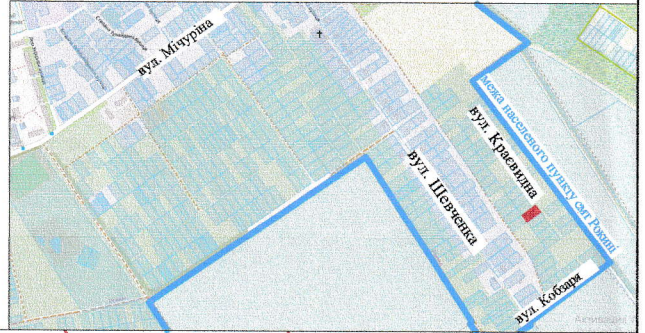 вул. Мічуріна
межа населеного пункту смт Рокині
вул. Краєвидна
вул. Шевченка
вул. Кобзаря